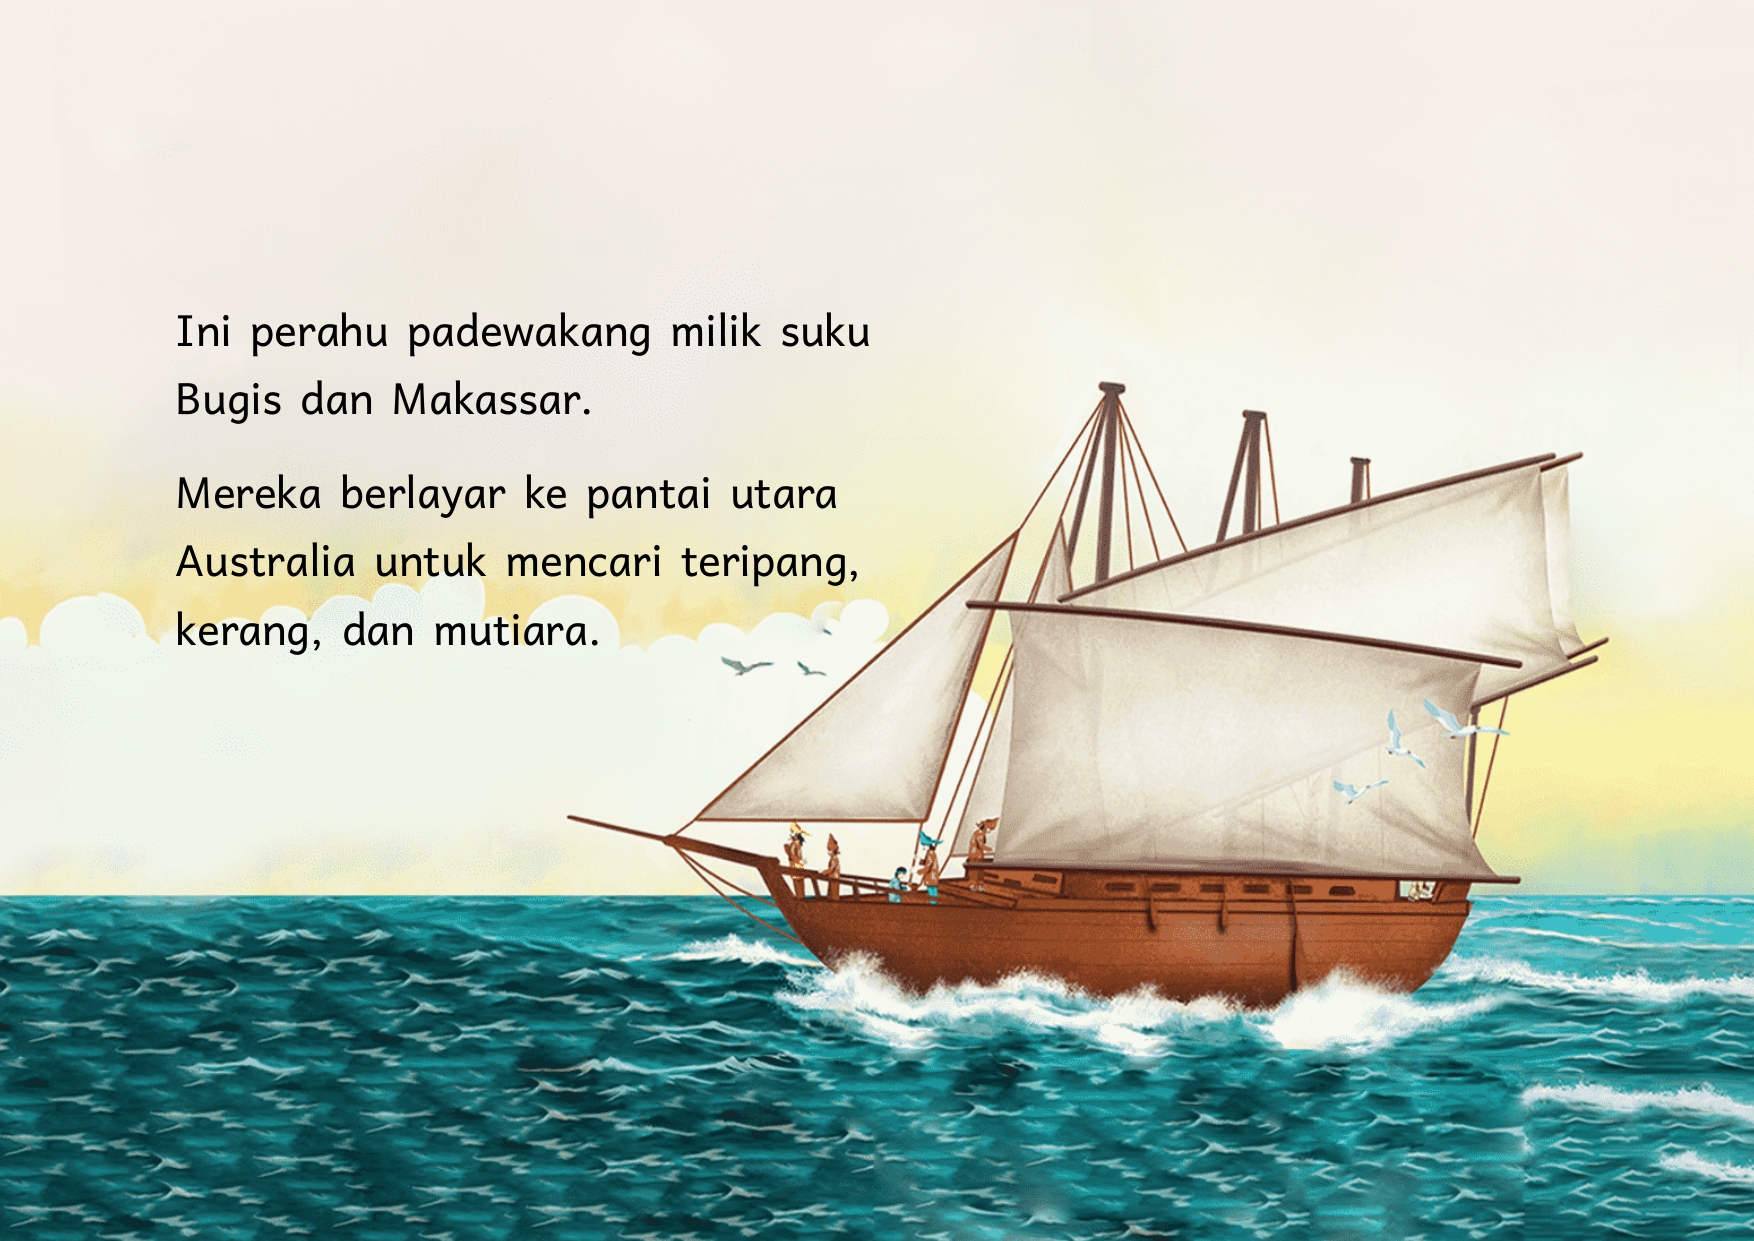 Ini perahu padewakang milik suku
Bugis dan Makassar.
Mereka berlayar ke pantai utara
Australia untuk mencari teripang,
kerang, dan mutiara.